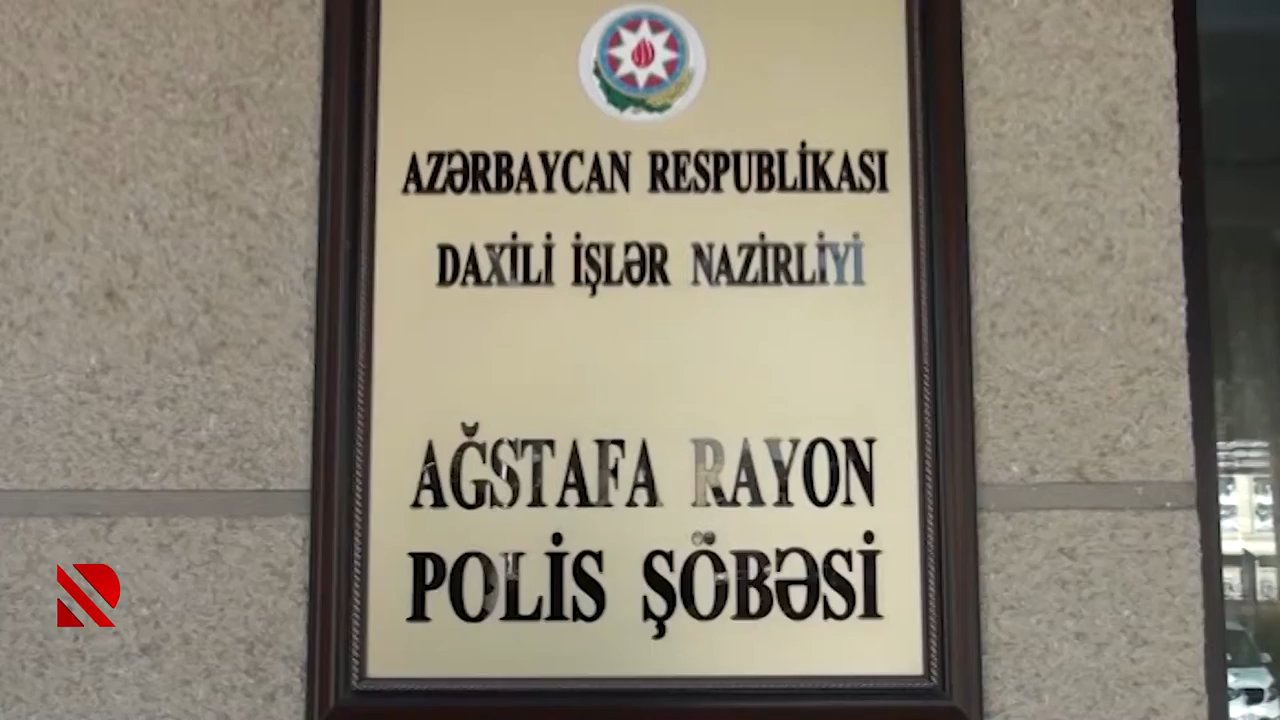 AZƏRBAYCAN RESPUBLİKASI
DAXİLİ İŞLƏR NAZİRLİYİ
AĞSTAFA RAYON
POLİS ŞÖBƏSİ